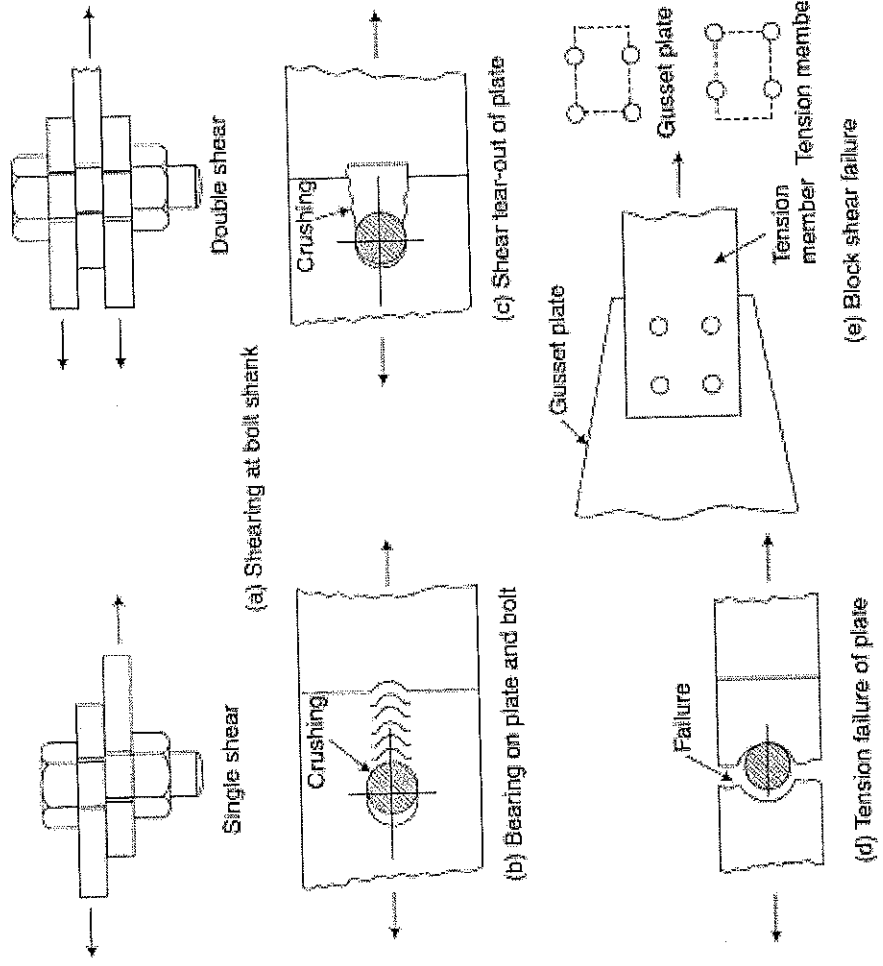 Single shear
Double shear
(a) Shearing at bolt shank
Crushing
(b) Bearing on plate and bolt
Crushing
(c) Shear tear-out of plate
Failure
(d) Tension failure of plate
Gusset plate
Tension
member
Gusset plate
Tension membe
(e) Block shear failure